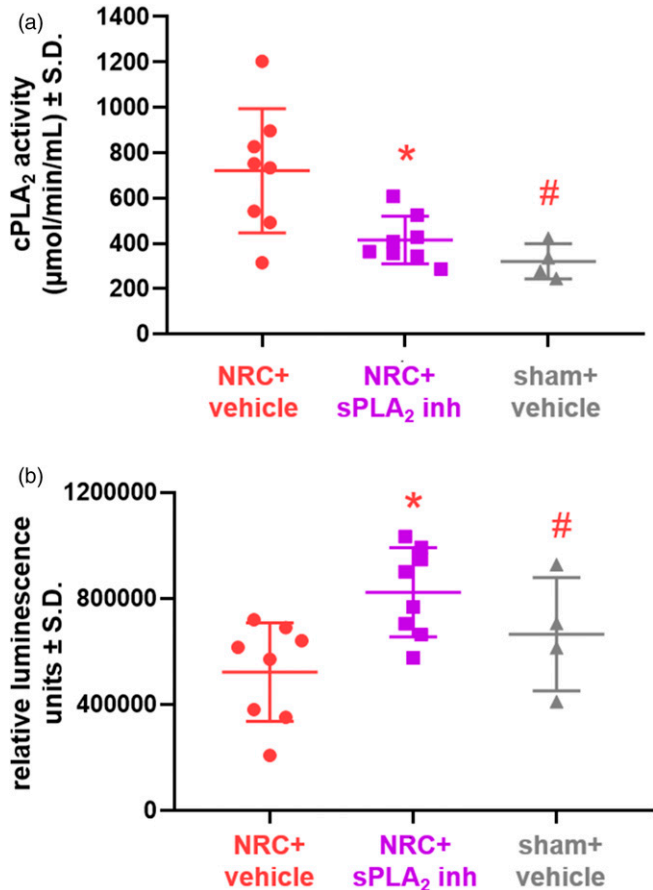 (a)
cPLA₂ activity
(µmol/min/mL) ± S.D.
1400
1200
1000
800
600
400
200
0
*
#
NRC+ vehicle
NRC+ sPLA₂ inh
sham+ vehicle
(b)
relative luminescence
units ± S.D.
1200000
800000
400000
0
*
#
NRC+ vehicle
NRC+ sPLA₂ inh
sham+ vehicle